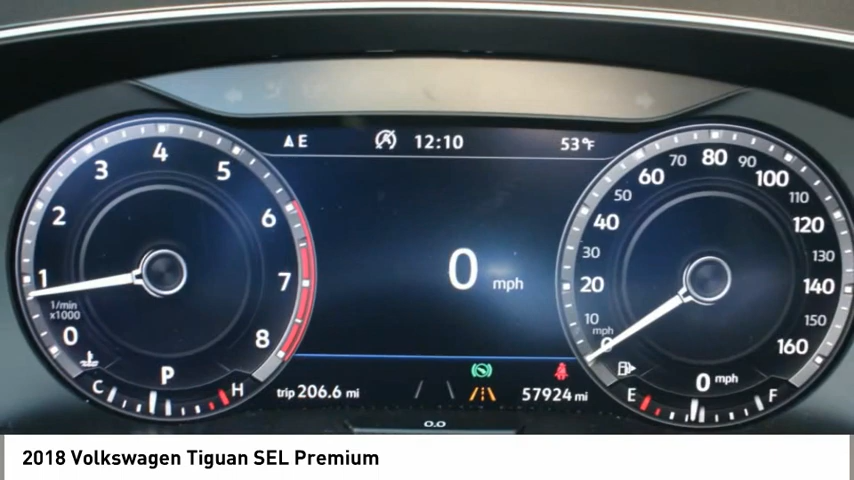 E 12:10 53°F
0 1 2 3 4 5 6 7 8
1/min
x1000
C P H
0 mph
trip 206.6 mi 57924 mi
0 10 20 30 40 50 60 70 80 90 100 110 120 130 140 150 160
mph
0 mph
E F
0.0
2018 Volkswagen Tiguan SEL Premium